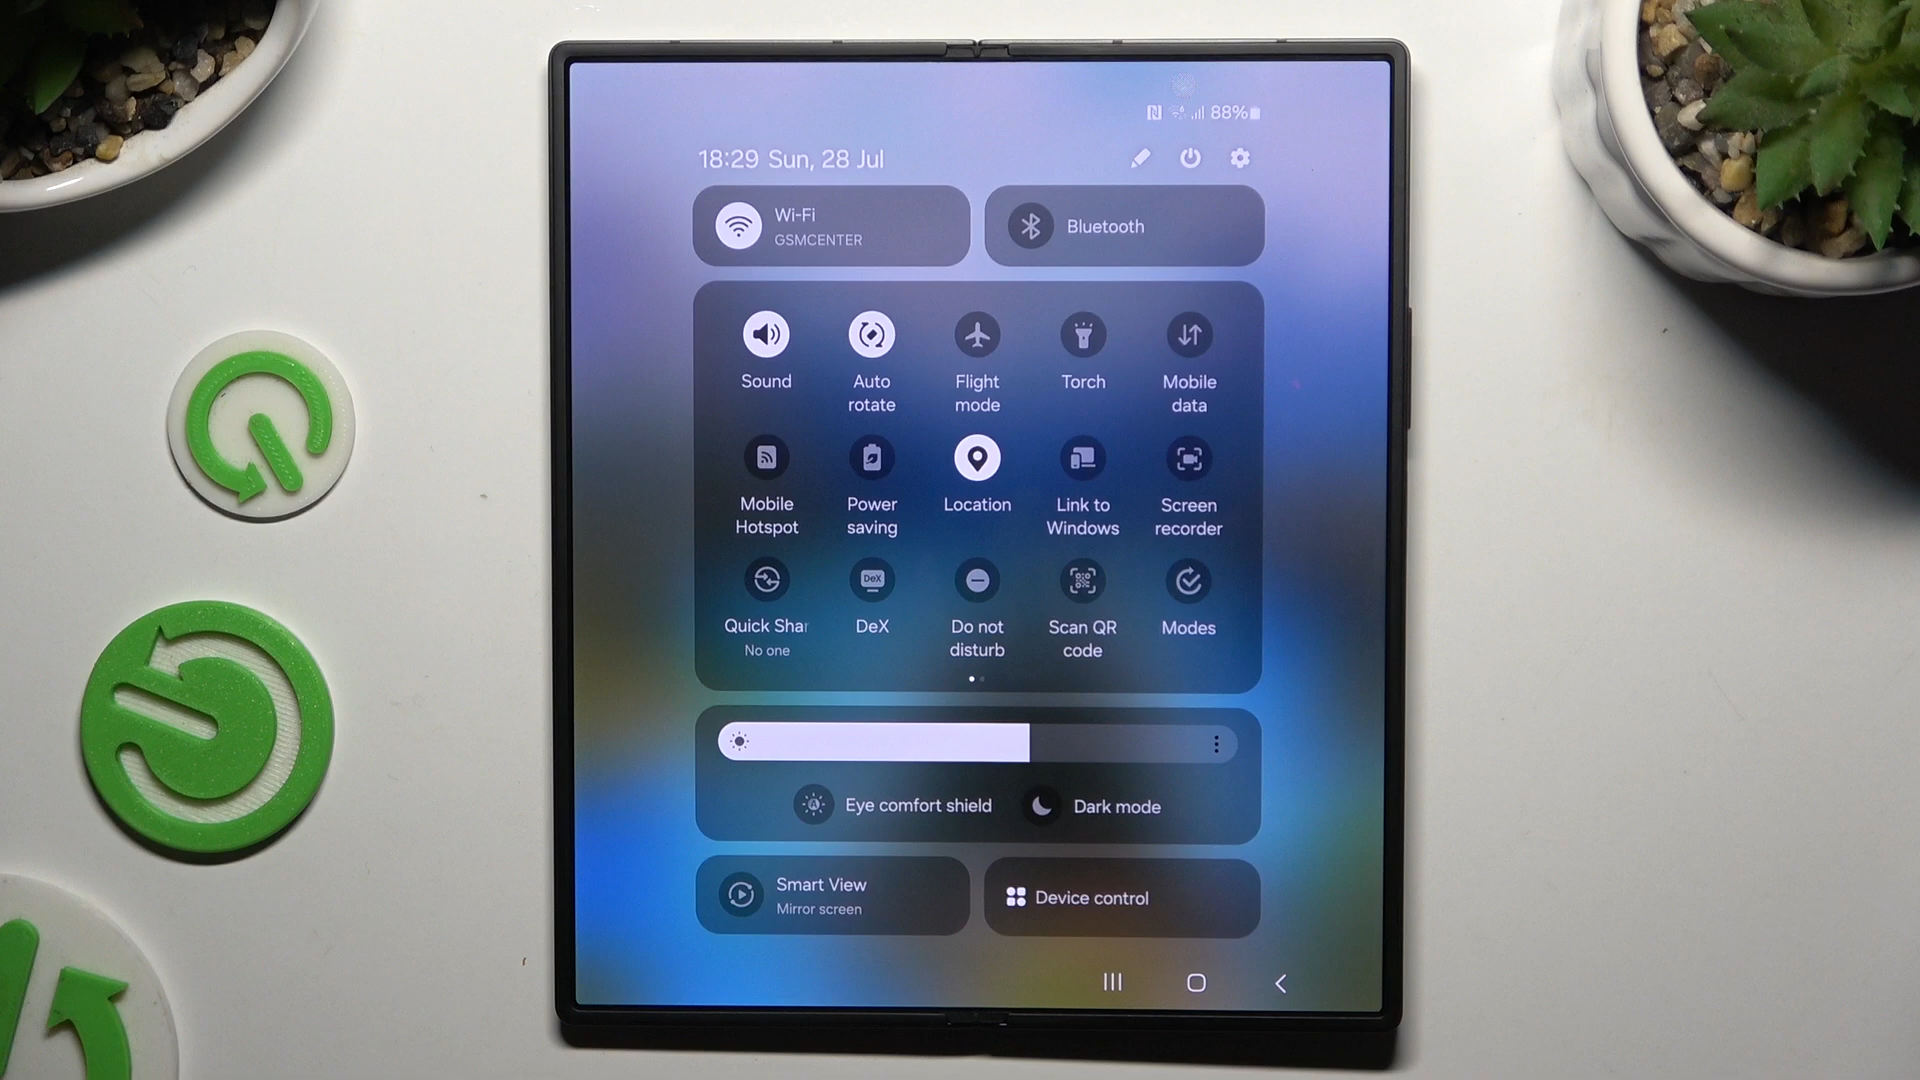 88%
18:29 Sun, 28 Jul
Wi-Fi
GSMCENTER
Bluetooth
Sound
Auto
rotate
Flight
mode
Torch
Mobile
data
Mobile
Hotspot
Power
saving
Location
Link to
Windows
Screen
recorder
Quick Shar
No one
DeX
DeX
Do not
disturb
Scan QR
code
Modes
Eye comfort shield
Dark mode
Smart View
Mirror screen
Device control